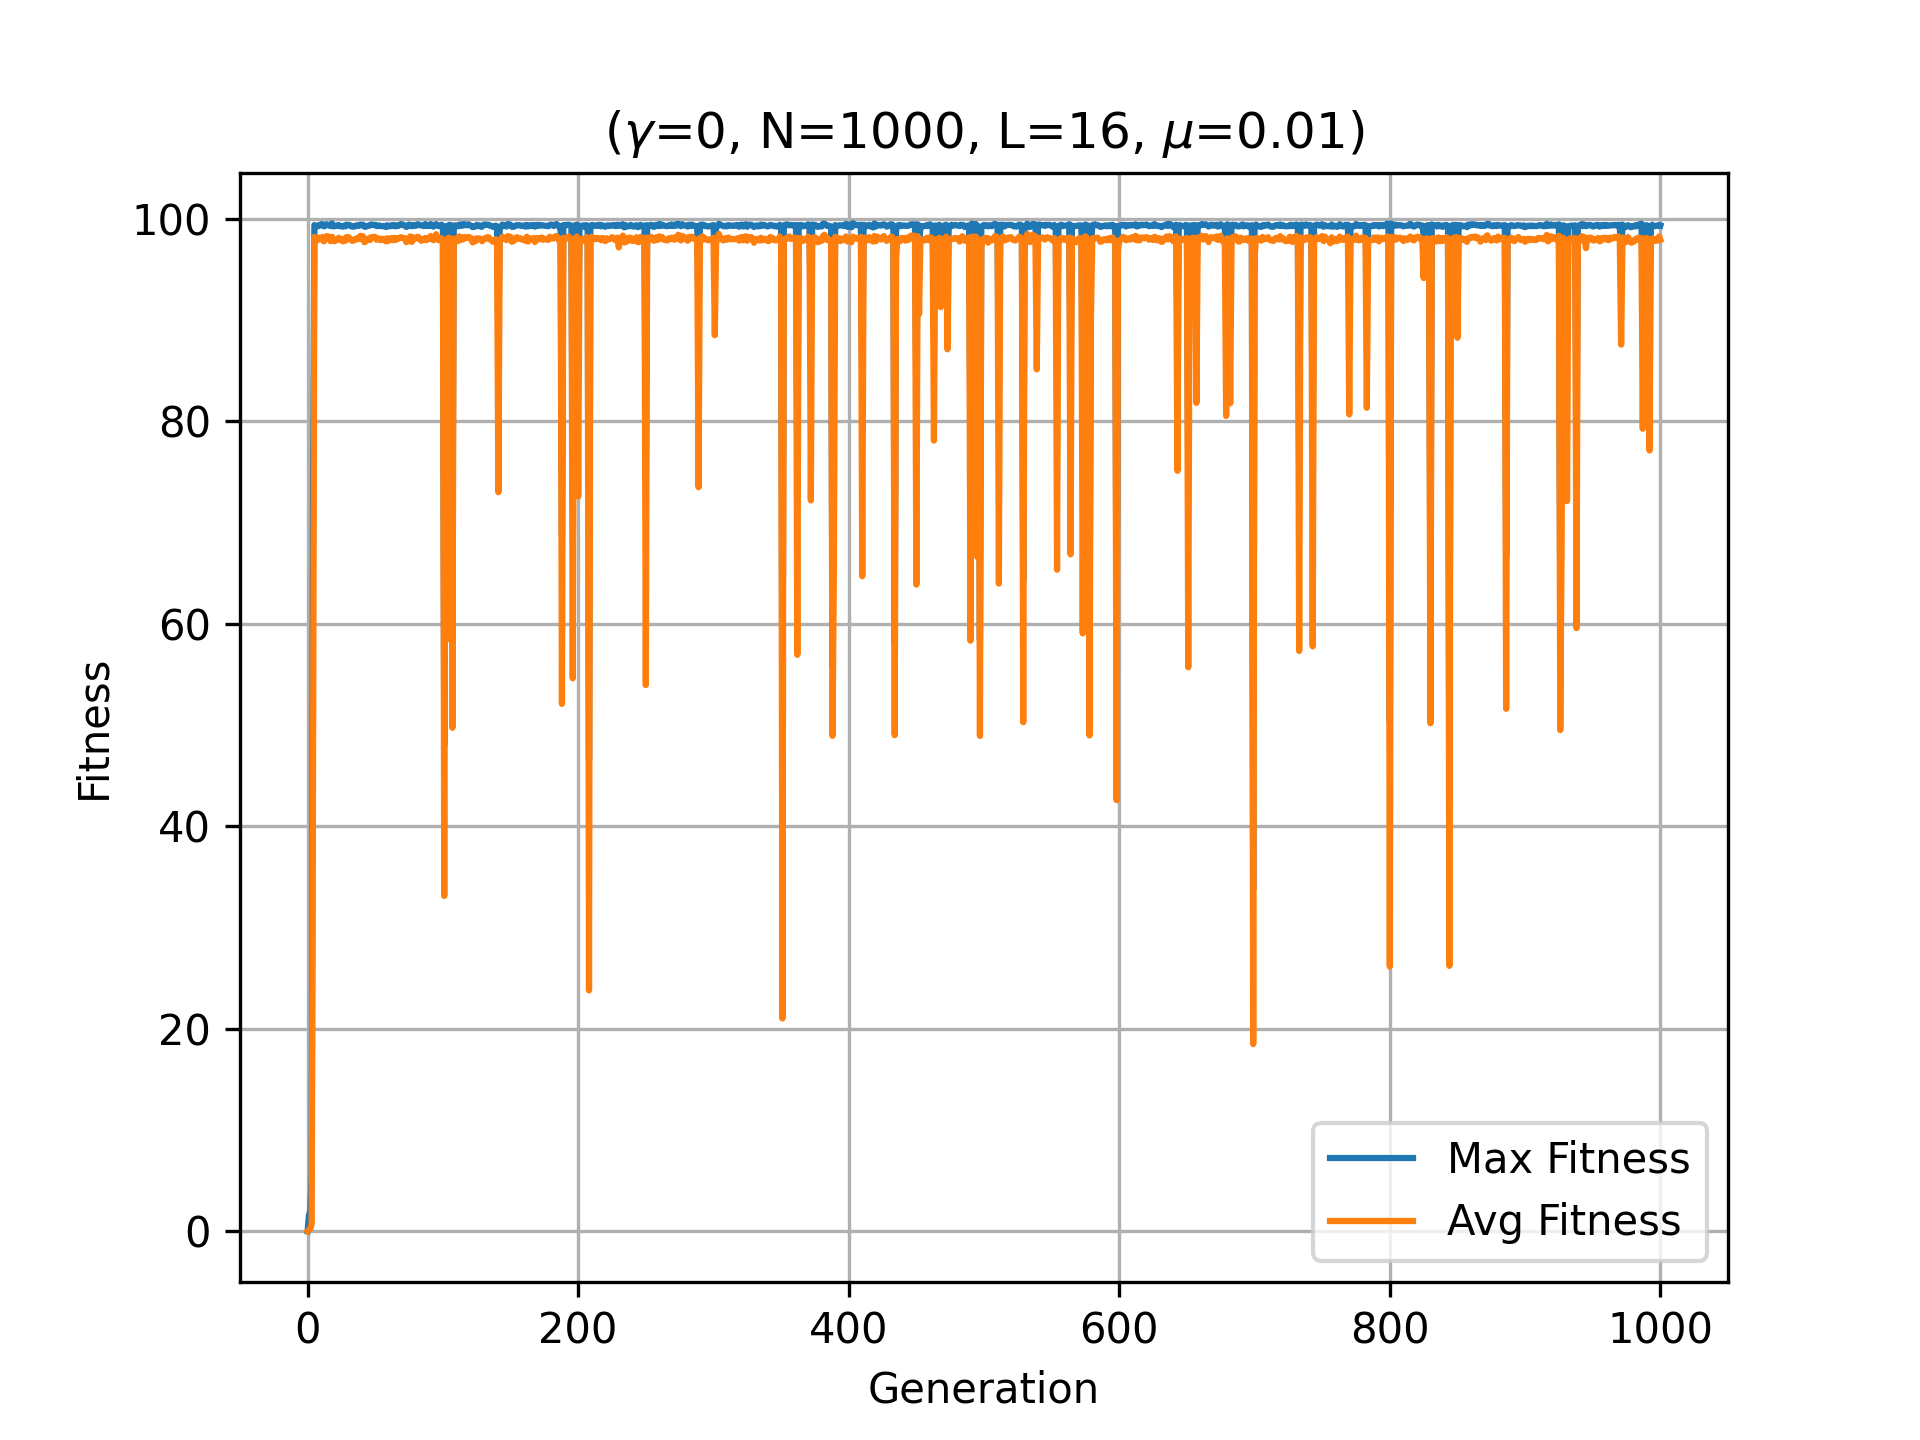 (γ=0, N=1000, L=16, μ=0.01)
100
80
60
40
20
0
Fitness
0 200 400 600 800 1000
Generation
Max Fitness
Avg Fitness